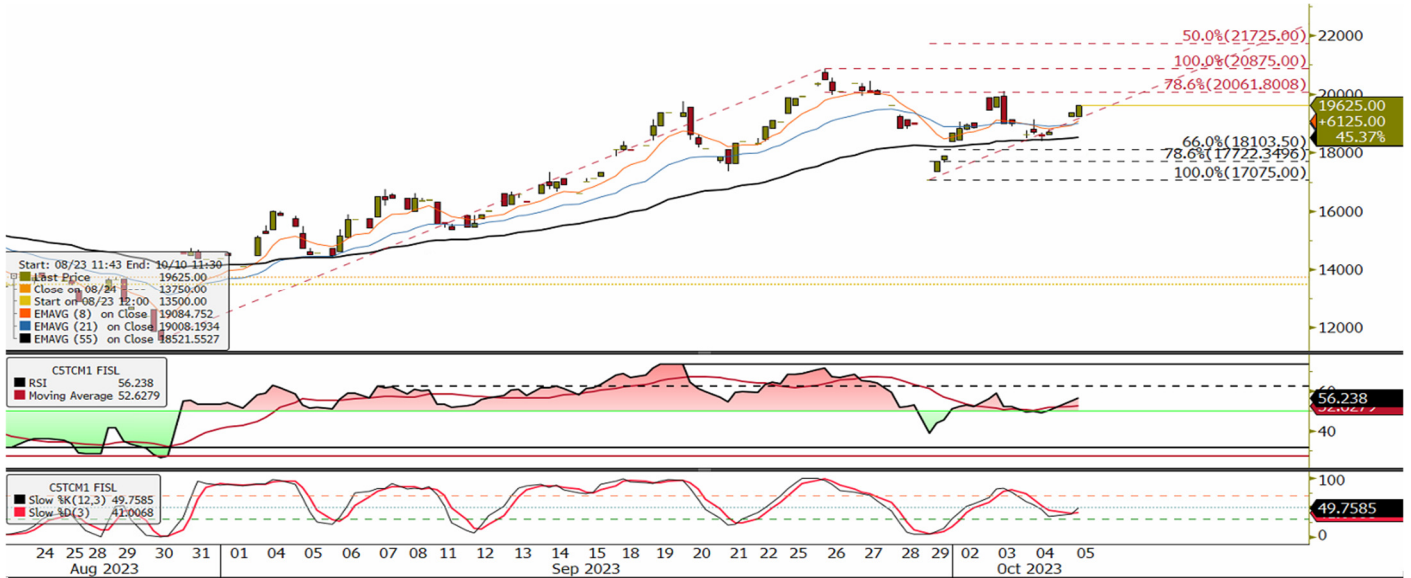 50.0%(21725.00)
22000
100.0%(20875.00)
78.6%(20061.8008)
20000
19625.00
+6125.00
45.37%
66.0%(18103.50)
18000
78.6%(17722.3496)
100.0%(17075.00)
16000
14000
12000
Start: 08/23 11:43 End: 10/10 11:30
Last Price 19625.00
Close on 08/24 ---- 13750.00
Start on 08/23 12:00 13500.00
EMAVG (8) on Close 19084.752
EMAVG (21) on Close 19008.1934
EMAVG (55) on Close 18521.5527
C5TCM1 FISL
RSI 56.238
Moving Average 52.6279
60
56.238
52.6279
40
C5TCM1 FISL
Slow %K(12,3) 49.7585
Slow %D(3) 41.0068
100
49.7585
0
24 25 28 29 30 31 01 04 05 06 07 08 11 12 13 14 15 18 19 20 21 22 25 26 27 28 29 02 03 04 05
Aug 2023 Sep 2023 Oct 2023